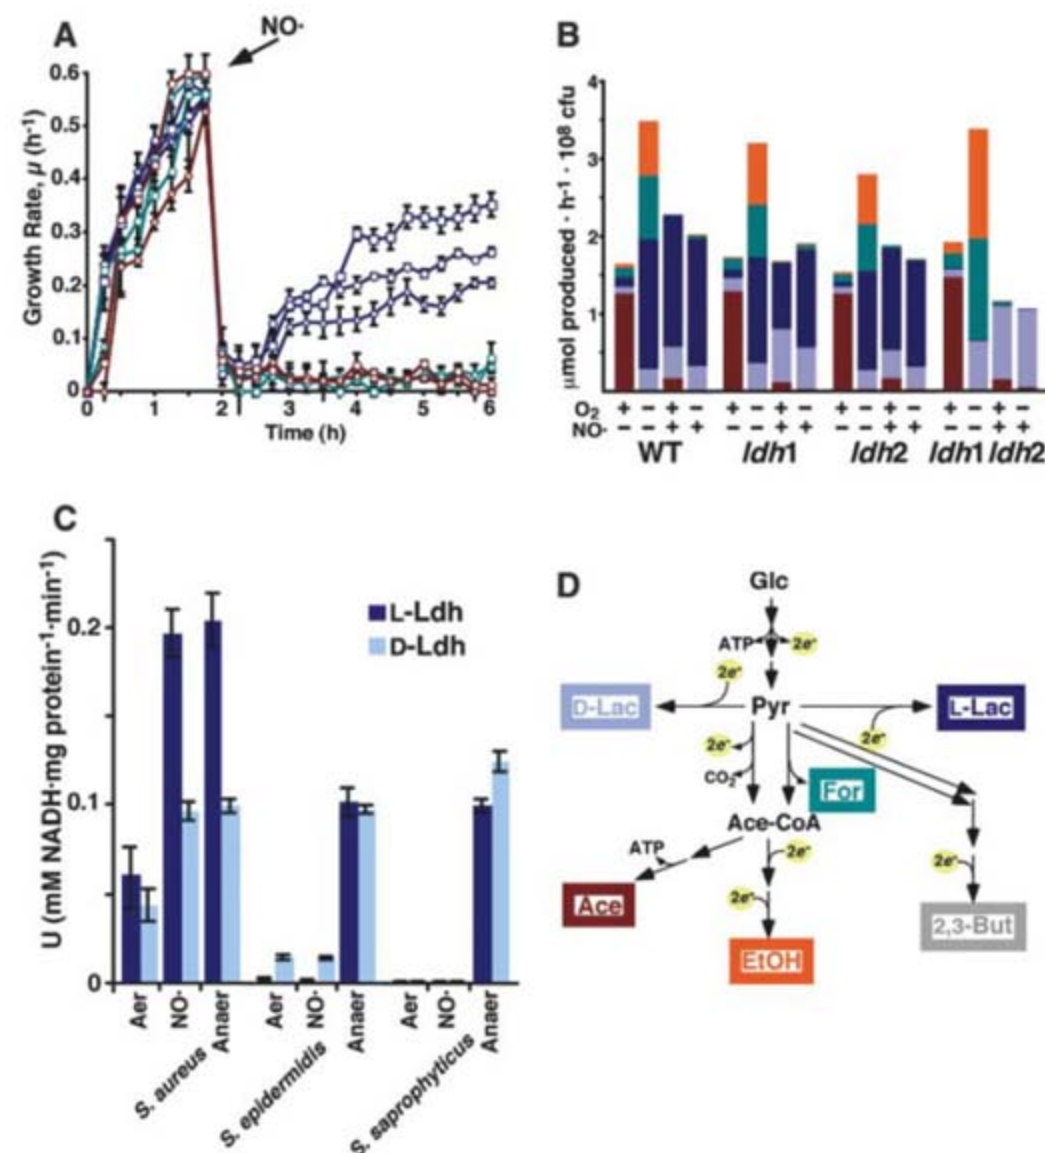 A
NO·
Growth Rate, μ (h-1)
0.6
0.5
0.4
0.3
0.2
0.1
0
0 1 2 3 4 5 6
Time (h)
B
μmol produced · h-1 · 10⁸ cfu
4
3
2
1
O2 + - + - + - + - + - + - + - + -
NO· - - + + - - + + - - + + - - + +
WT ldh1 ldh2 ldh1 ldh2
C
U (mM NADH·mg protein-1·min-1)
0.2
0.1
0
L-Ldh
D-Ldh
Aer NO· Anaer Aer NO· Anaer Aer NO· Anaer
S. aureus
S. epidermidis
S. saprophyticus
D
Glc
ATP 2e-
2e-
D-Lac Pyr L-Lac
2e- 2e-
CO2 For
Ace-CoA
ATP 2e- 2e-
Ace 2e- 2,3-But
EtOH